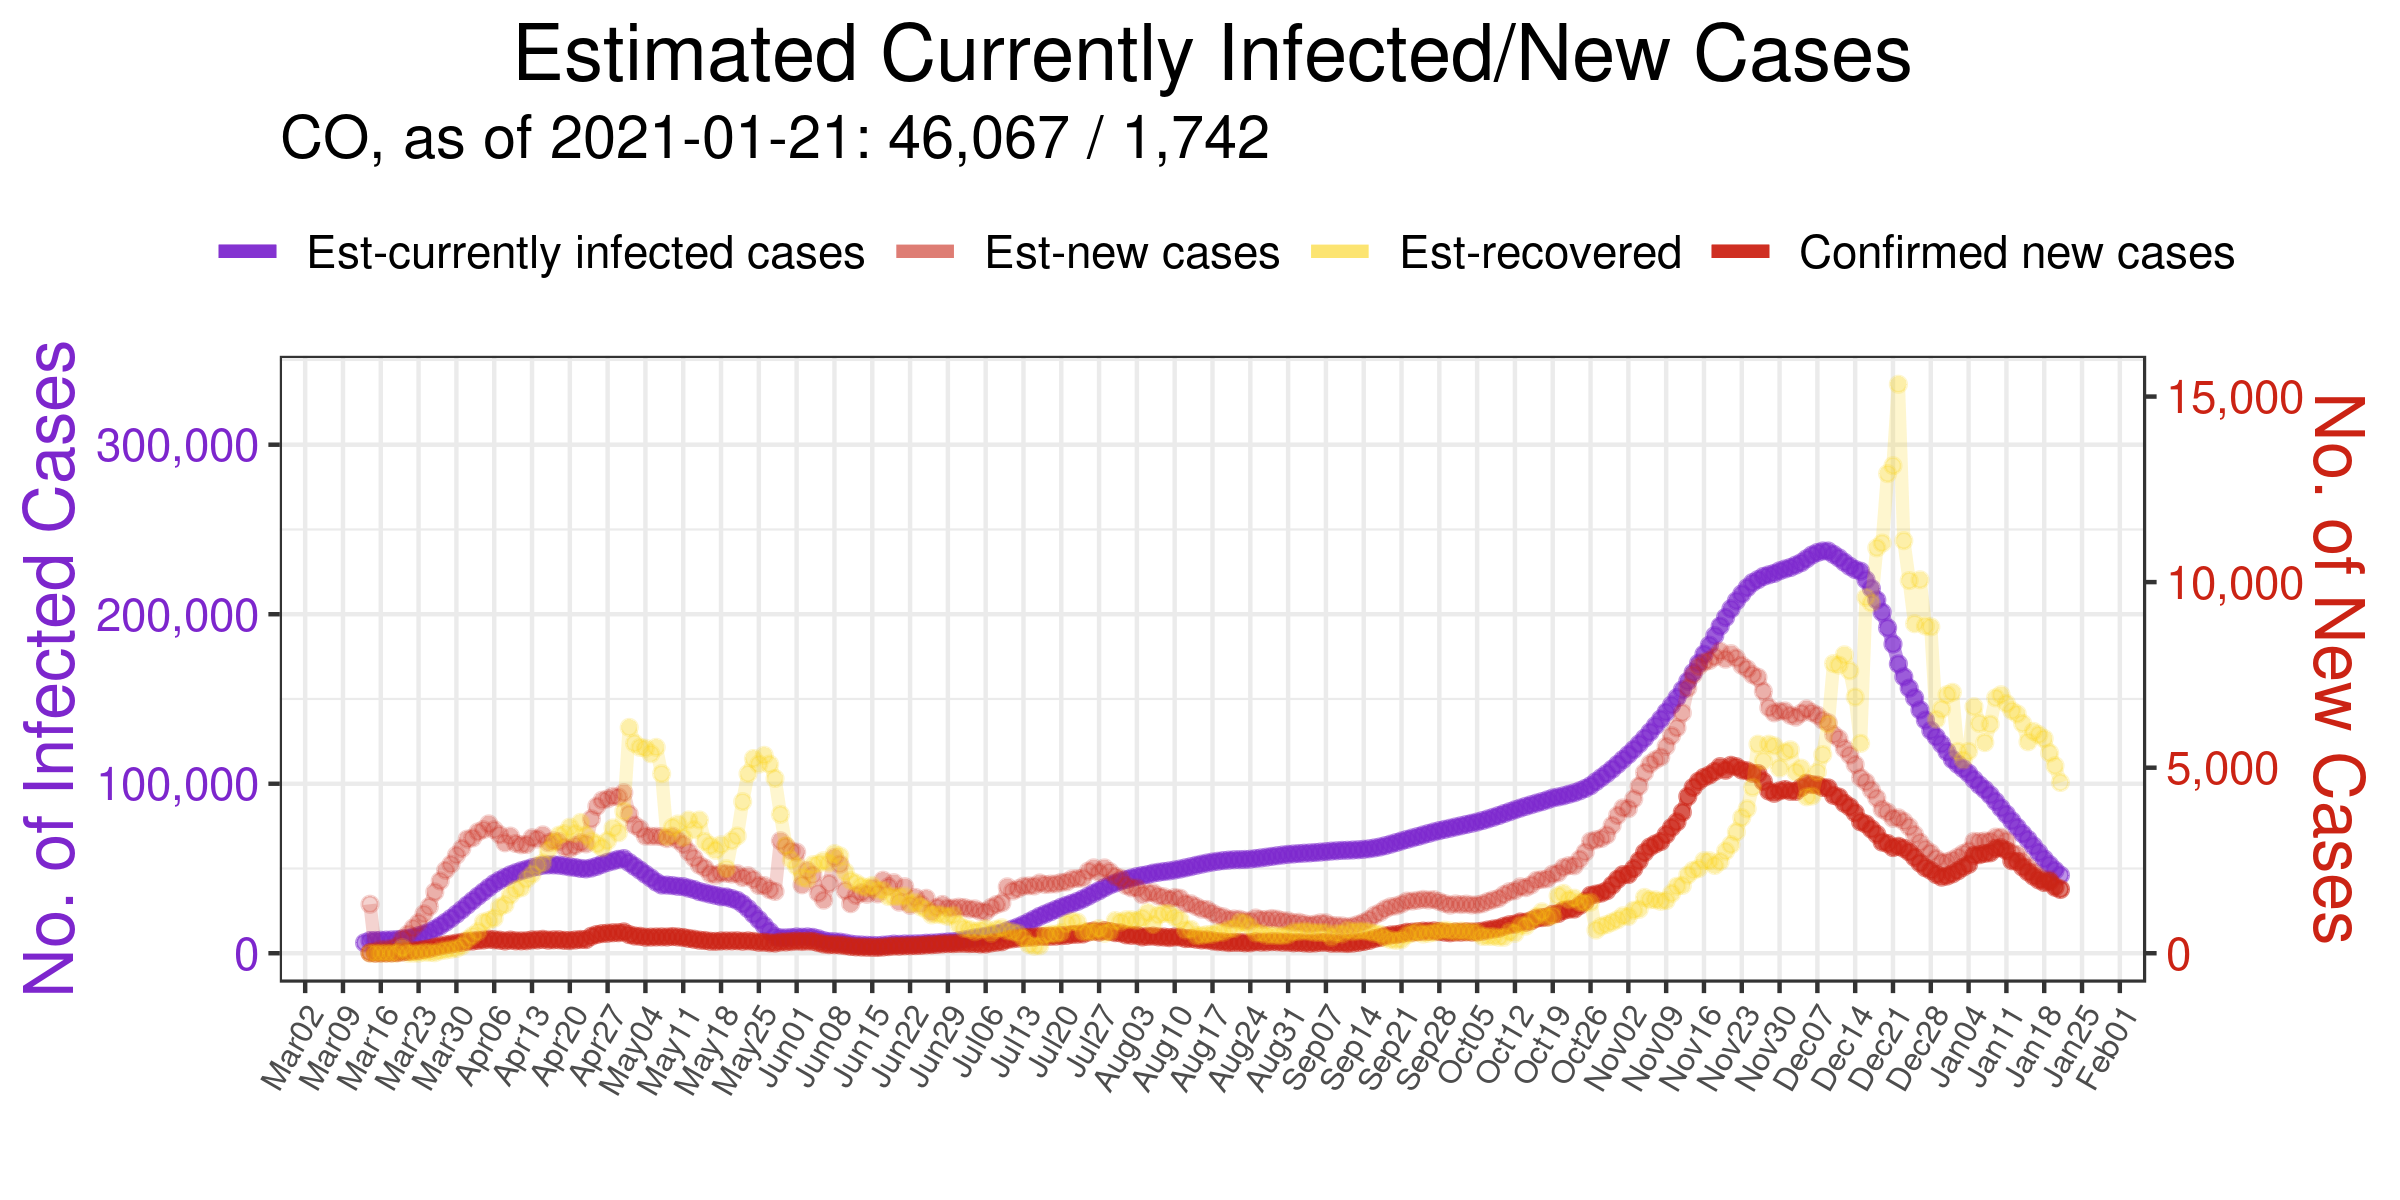 Estimated Currently Infected/New Cases
CO, as of 2021-01-21: 46,067 / 1,742
Est-currently infected cases Est-new cases Est-recovered Confirmed new cases
No. of Infected Cases
300,000
200,000
100,000
0
15,000
10,000
5,000
0
No. of New Cases
Mar02 Mar09 Mar16 Mar23 Mar30 Apr06 Apr13 Apr20 Apr27 May04 May11 May18 May25 Jun01 Jun08 Jun15 Jun22 Jun29 Jul06 Jul13 Jul20 Jul27 Aug03 Aug10 Aug17 Aug24 Aug31 Sep07 Sep14 Sep21 Sep28 Oct05 Oct12 Oct19 Oct26 Nov02 Nov09 Nov16 Nov23 Nov30 Dec07 Dec14 Dec21 Dec28 Jan04 Jan11 Jan18 Jan25 Feb01